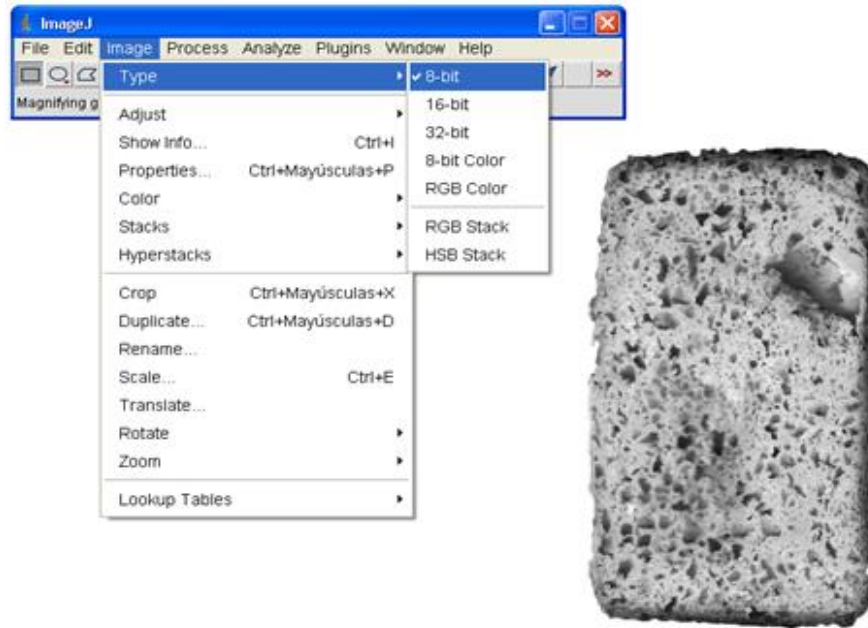 ImageJ
File Edit Image Process Analyze Plugins Window Help
>>
Magnifying g
Type
Adjust
Show Info... Ctrl+I
Properties... Ctrl+Mayúsculas+P
Color
Stacks
Hyperstacks
Crop Ctrl+Mayúsculas+X
Duplicate... Ctrl+Mayúsculas+D
Rename...
Scale... Ctrl+E
Translate...
Rotate
Zoom
Lookup Tables
8-bit
16-bit
32-bit
8-bit Color
RGB Color
RGB Stack
HSB Stack